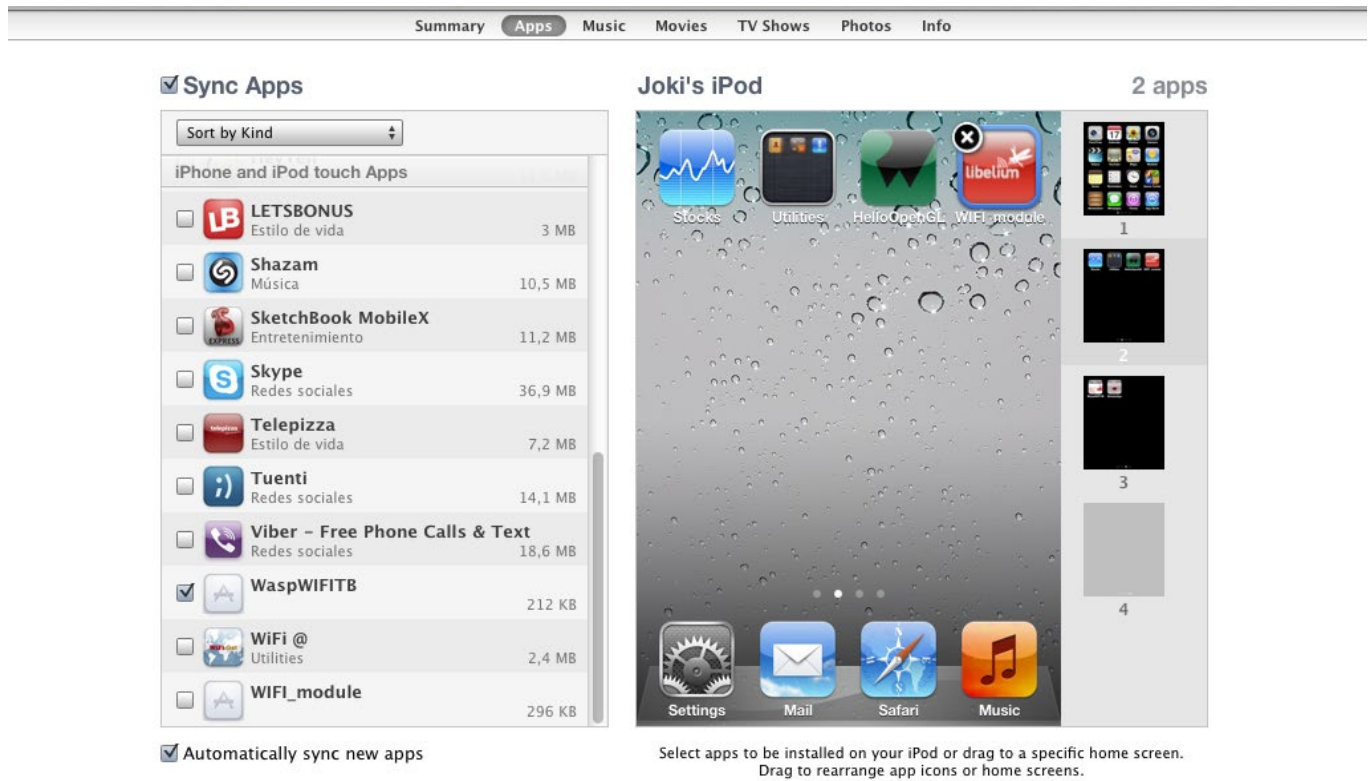 Summary Apps Music Movies TV Shows Photos Info
Sync Apps
Sort by Kind
iPhone and iPod touch Apps
LETSBONUS
Estilo de vida 3 MB
Shazam
Música 10,5 MB
SketchBook MobileX
Entretenimiento 11,2 MB
EXPRESS
Skype
Redes sociales 36,9 MB
Telepizza
Estilo de vida 7,2 MB
telepizza
Tuenti
Redes sociales 14,1 MB
Viber – Free Phone Calls & Text
Redes sociales 18,6 MB
WaspWIFITB
212 KB
WiFi @
Utilities 2,4 MB
WIFI_module
296 KB
Automatically sync new apps
Joki's iPod 2 apps
libelium
Stocks Utilities HelloOpenGL WIFI_module
Settings Mail Safari Music
1
2
3
4
Select apps to be installed on your iPod or drag to a specific home screen.
Drag to rearrange app icons or home screens.